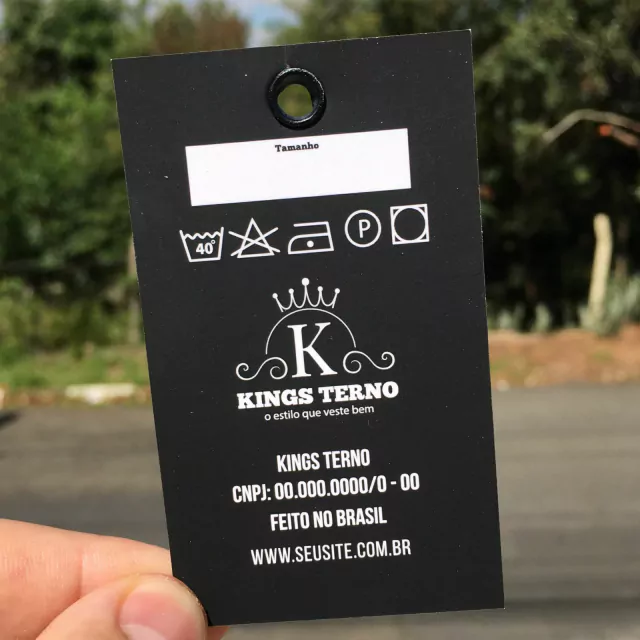 Tamanho
40°
P
K
KINGS TERNO
o estilo que veste bem
KINGS TERNO
CNPJ: 00.000.0000/0 - 00
FEITO NO BRASIL
WWW.SEUSITE.COM.BR